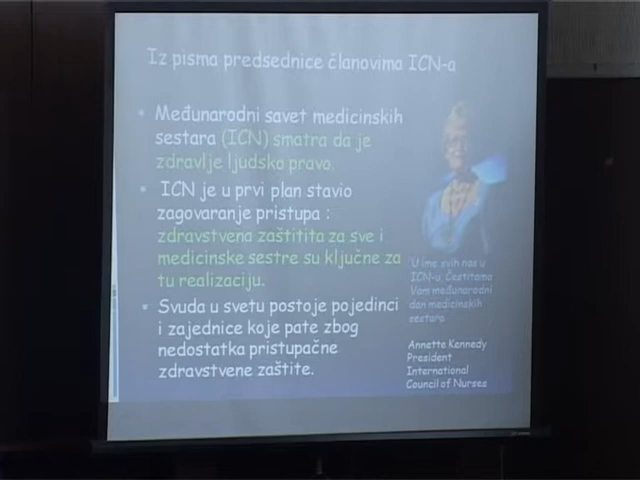 Iz pisma predsednice članovima ICN-a
Međunarodni savet medicinskih
sestara (ICN) smatra da je
zdravlje ljudsko pravo.
ICN je u prvi plan stavio
zagovaranje pristupa :
zdravstvena zaštitita za sve i
medicinske sestre su ključne za
tu realizaciju.
Svuda u svetu postoje pojedinci
i zajednice koje pate zbog
nedostatka pristupačne
zdravstvene zaštite.
U ime svih nas u
ICN-u, Čestitama
Vam međunarodni
dan medicinskih
sestara
Annette Kennedy
President
International
Council of Nurses